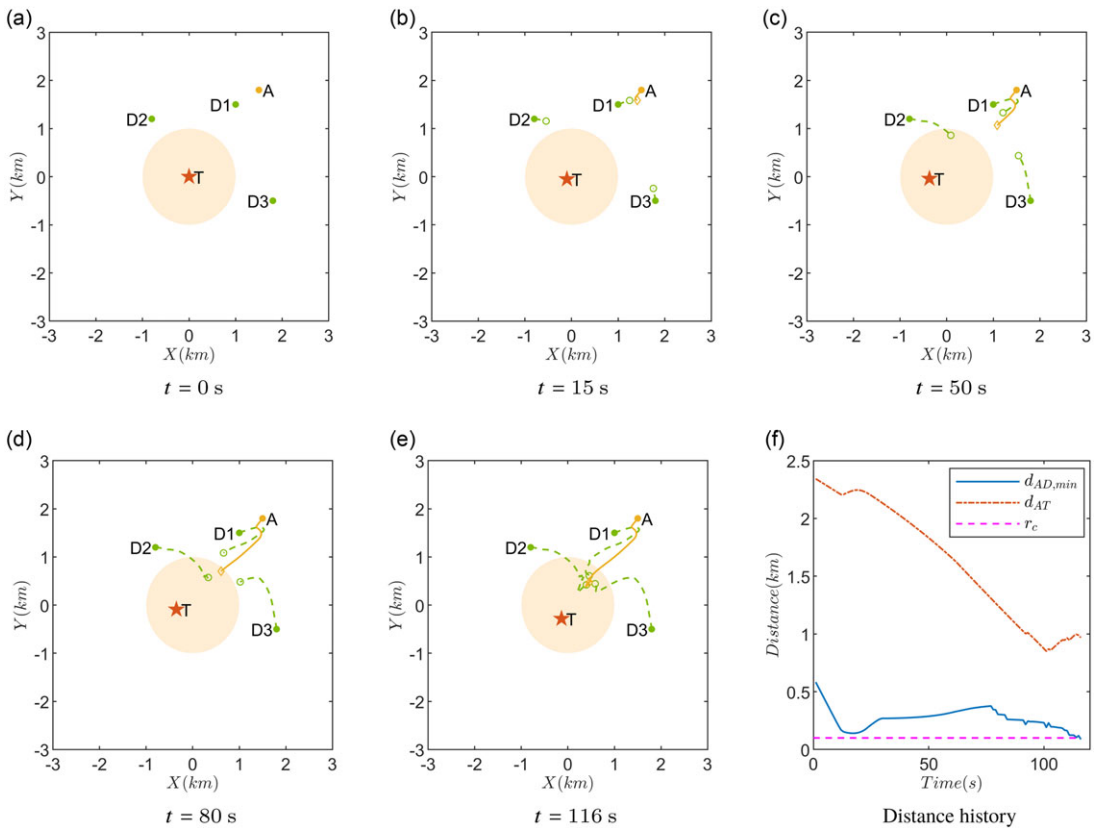 (a)
3
2
1
0
-1
-2
-3
Y(km)
A
D1
D2
T
D3
-3 -2 -1 0 1 2 3
X(km)
t = 0 s
(b)
3
2
1
0
-1
-2
-3
Y(km)
A
D1
D2
T
D3
-3 -2 -1 0 1 2 3
X(km)
t = 15 s
(c)
3
2
1
0
-1
-2
-3
Y(km)
A
D1
D2
T
D3
-3 -2 -1 0 1 2 3
X(km)
t = 50 s
(d)
3
2
1
0
-1
-2
-3
Y(km)
A
D1
D2
T
D3
-3 -2 -1 0 1 2 3
X(km)
t = 80 s
(e)
3
2
1
0
-1
-2
-3
Y(km)
A
D1
D2
T
D3
-3 -2 -1 0 1 2 3
X(km)
t = 116 s
(f)
2.5
2
1.5
1
0.5
0
Distance(km)
d_{AD,min}
d_{AT}
r_c
0 50 100
Time(s)
Distance history